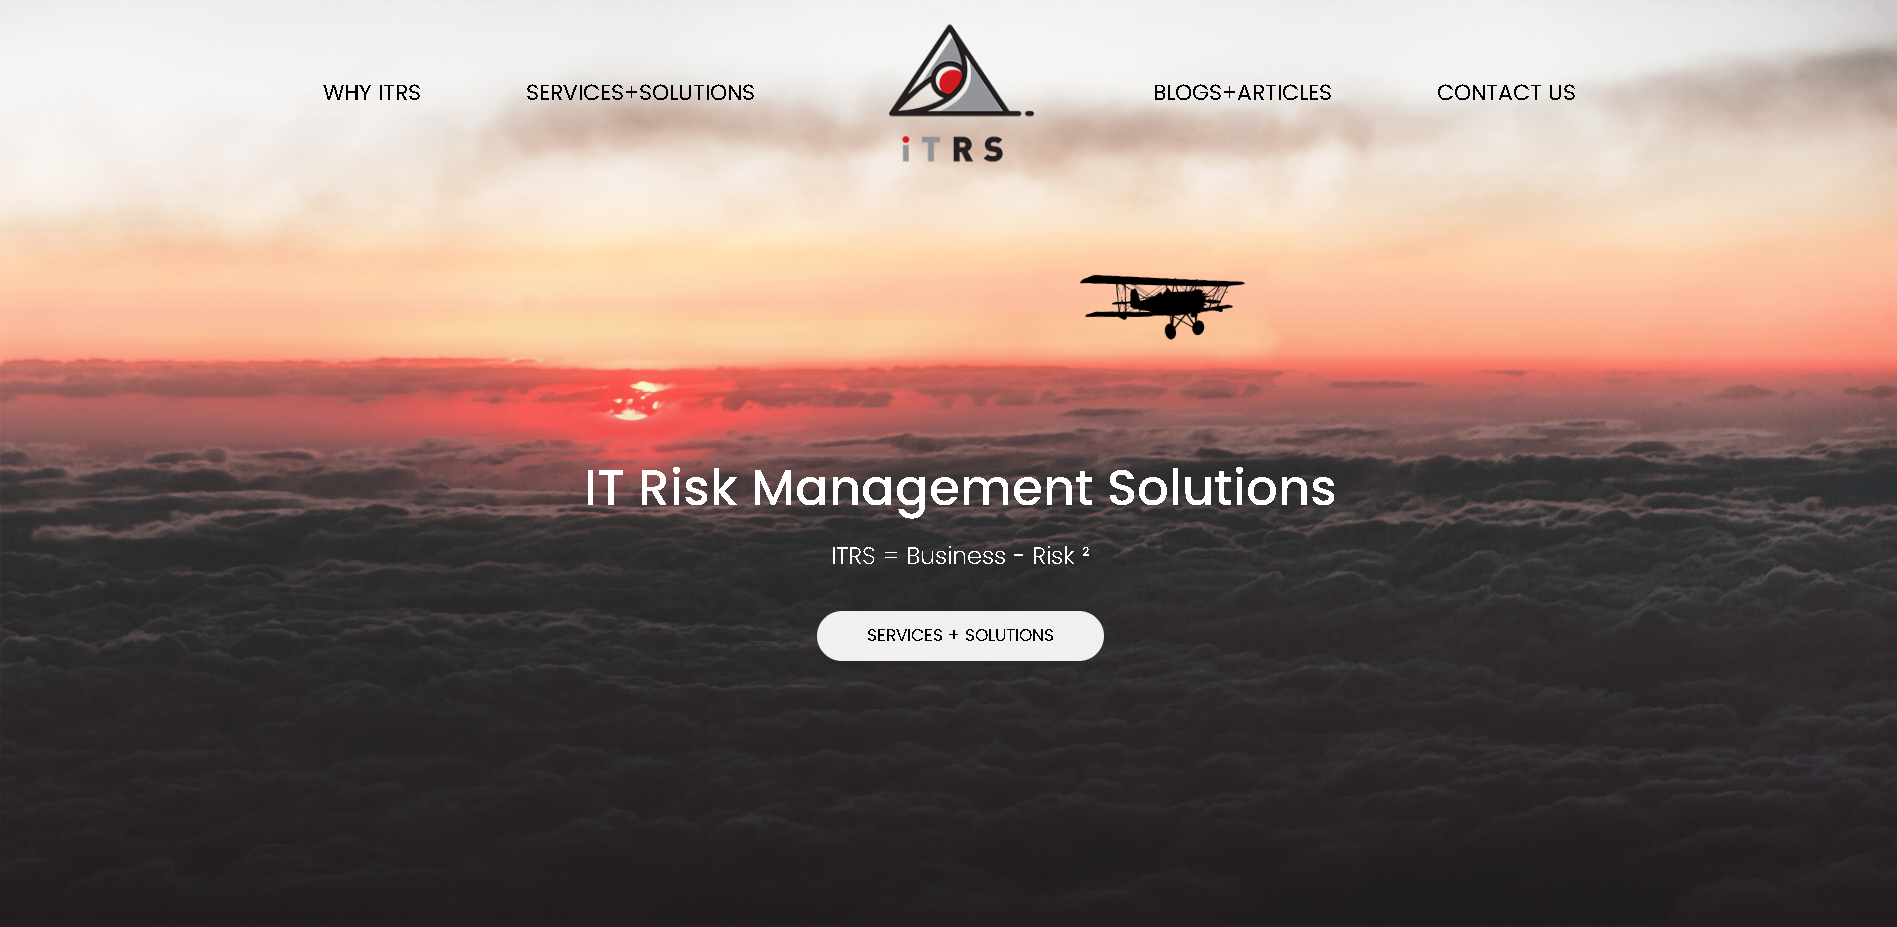 WHY ITRS
SERVICES+SOLUTIONS
iTRS
BLOGS+ARTICLES
CONTACT US
IT Risk Management Solutions
ITRS = Business - Risk ²
SERVICES + SOLUTIONS